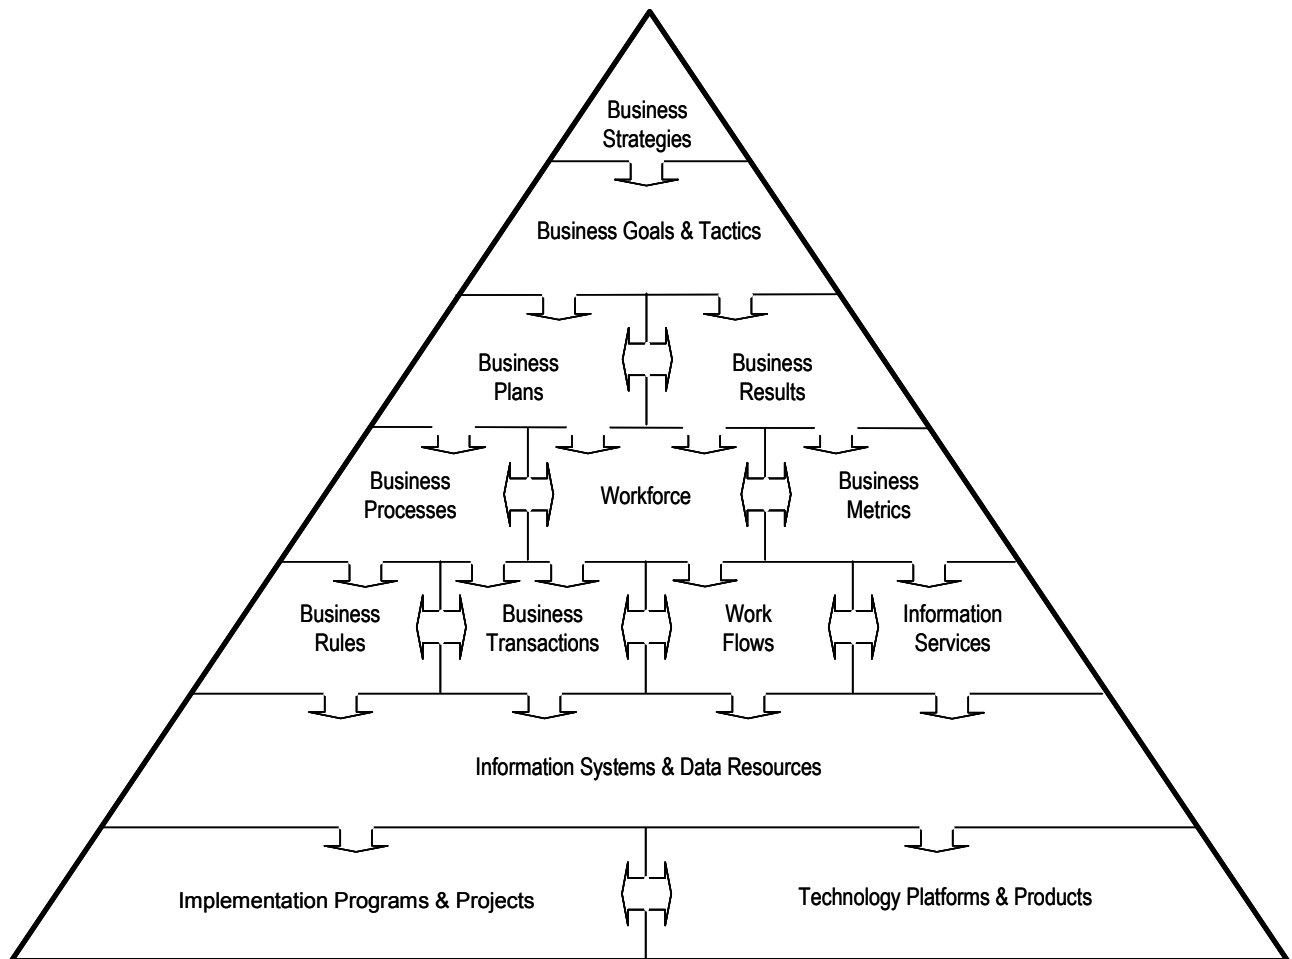 Business
Strategies
Business Goals & Tactics
Business
Plans
Business
Results
Business
Processes
Workforce
Business
Metrics
Business
Rules
Business
Transactions
Work
Flows
Information
Services
Information Systems & Data Resources
Implementation Programs & Projects
Technology Platforms & Products